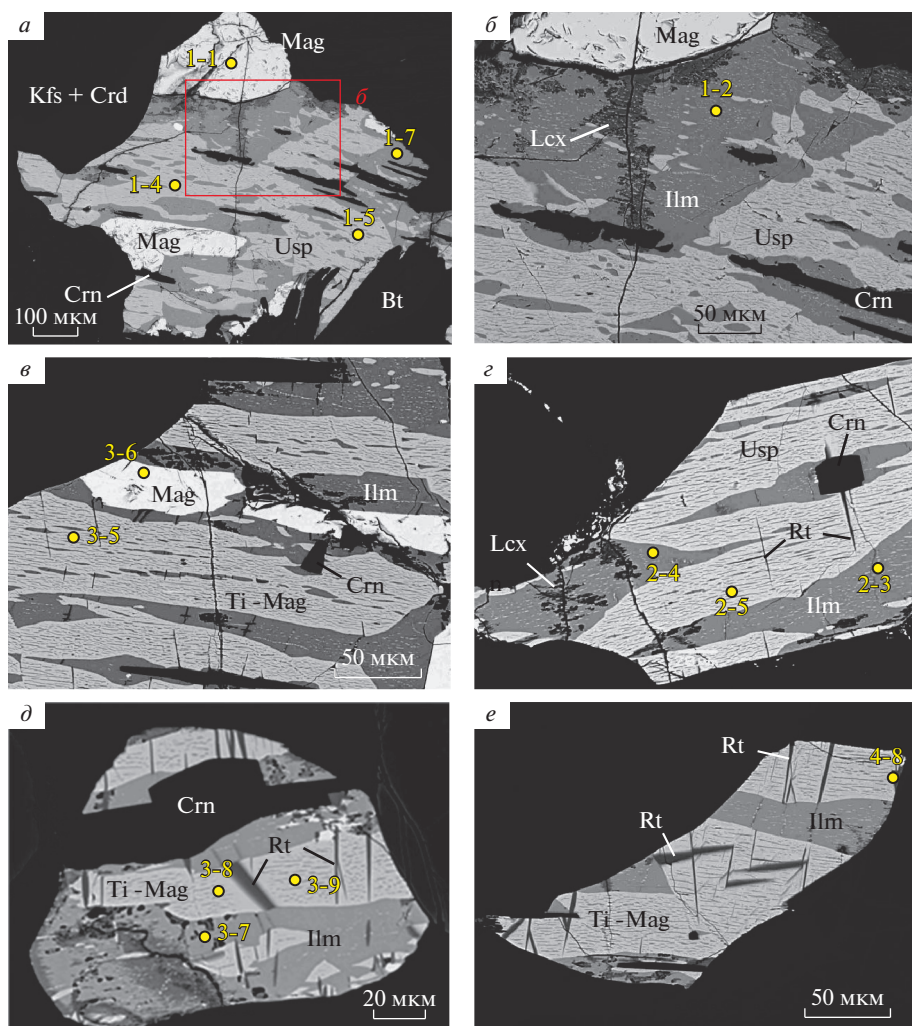 а
Mag
1-1
Kfs + Crd
б
1-7
1-4
1-5
Mag
Usp
Crn
Bt
100 мкм
б
Mag
1-2
Lcx
Ilm
Usp
Crn
50 мкм
в
3-6
Mag
Ilm
3-5
Crn
Ti -Mag
50 мкм
г
Crn
Usp
Rt
Lcx
2-4
2-3
2-5
Ilm
д
Crn
Rt
Ti -Mag
3-8
3-9
3-7
Ilm
20 мкм
е
Rt
4-8
Ilm
Rt
Ti -Mag
50 мкм